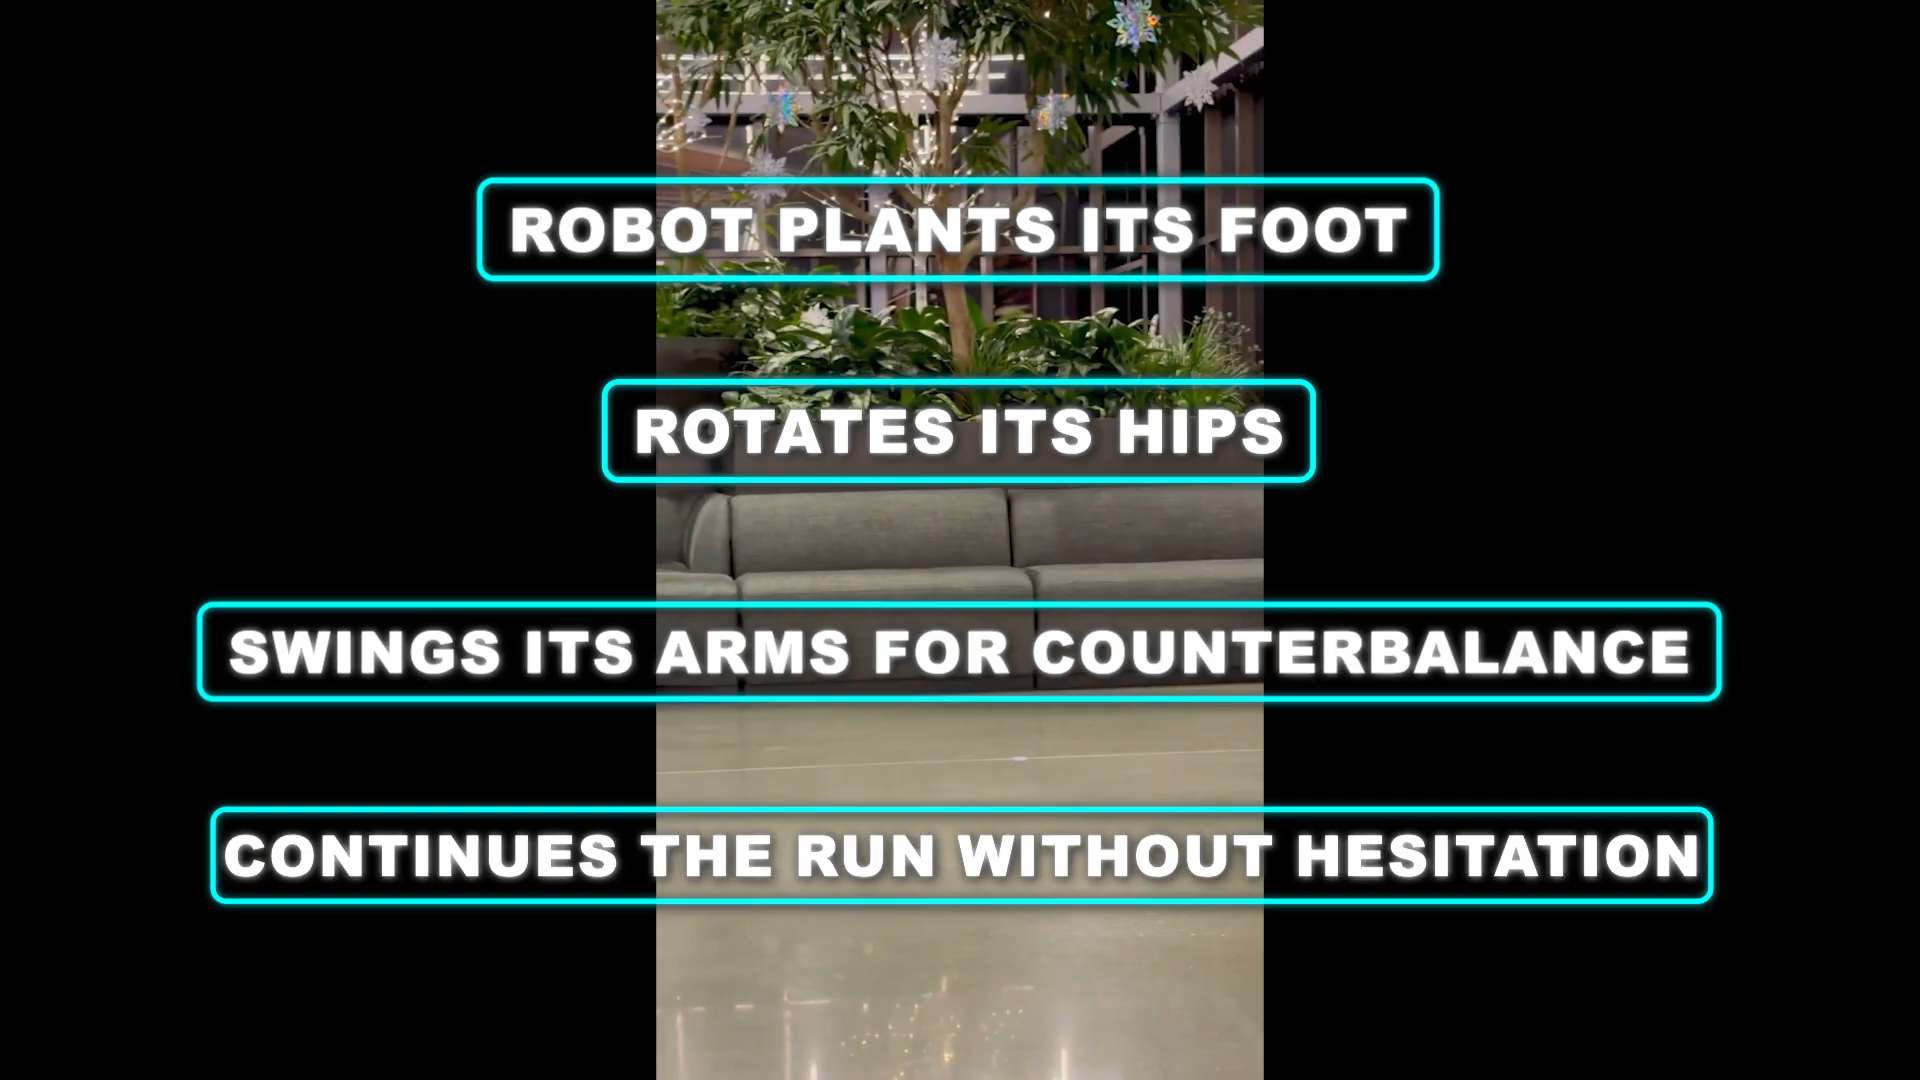 ROBOT PLANTS ITS FOOT
ROTATES ITS HIPS
SWINGS ITS ARMS FOR COUNTERBALANCE
CONTINUES THE RUN WITHOUT HESITATION